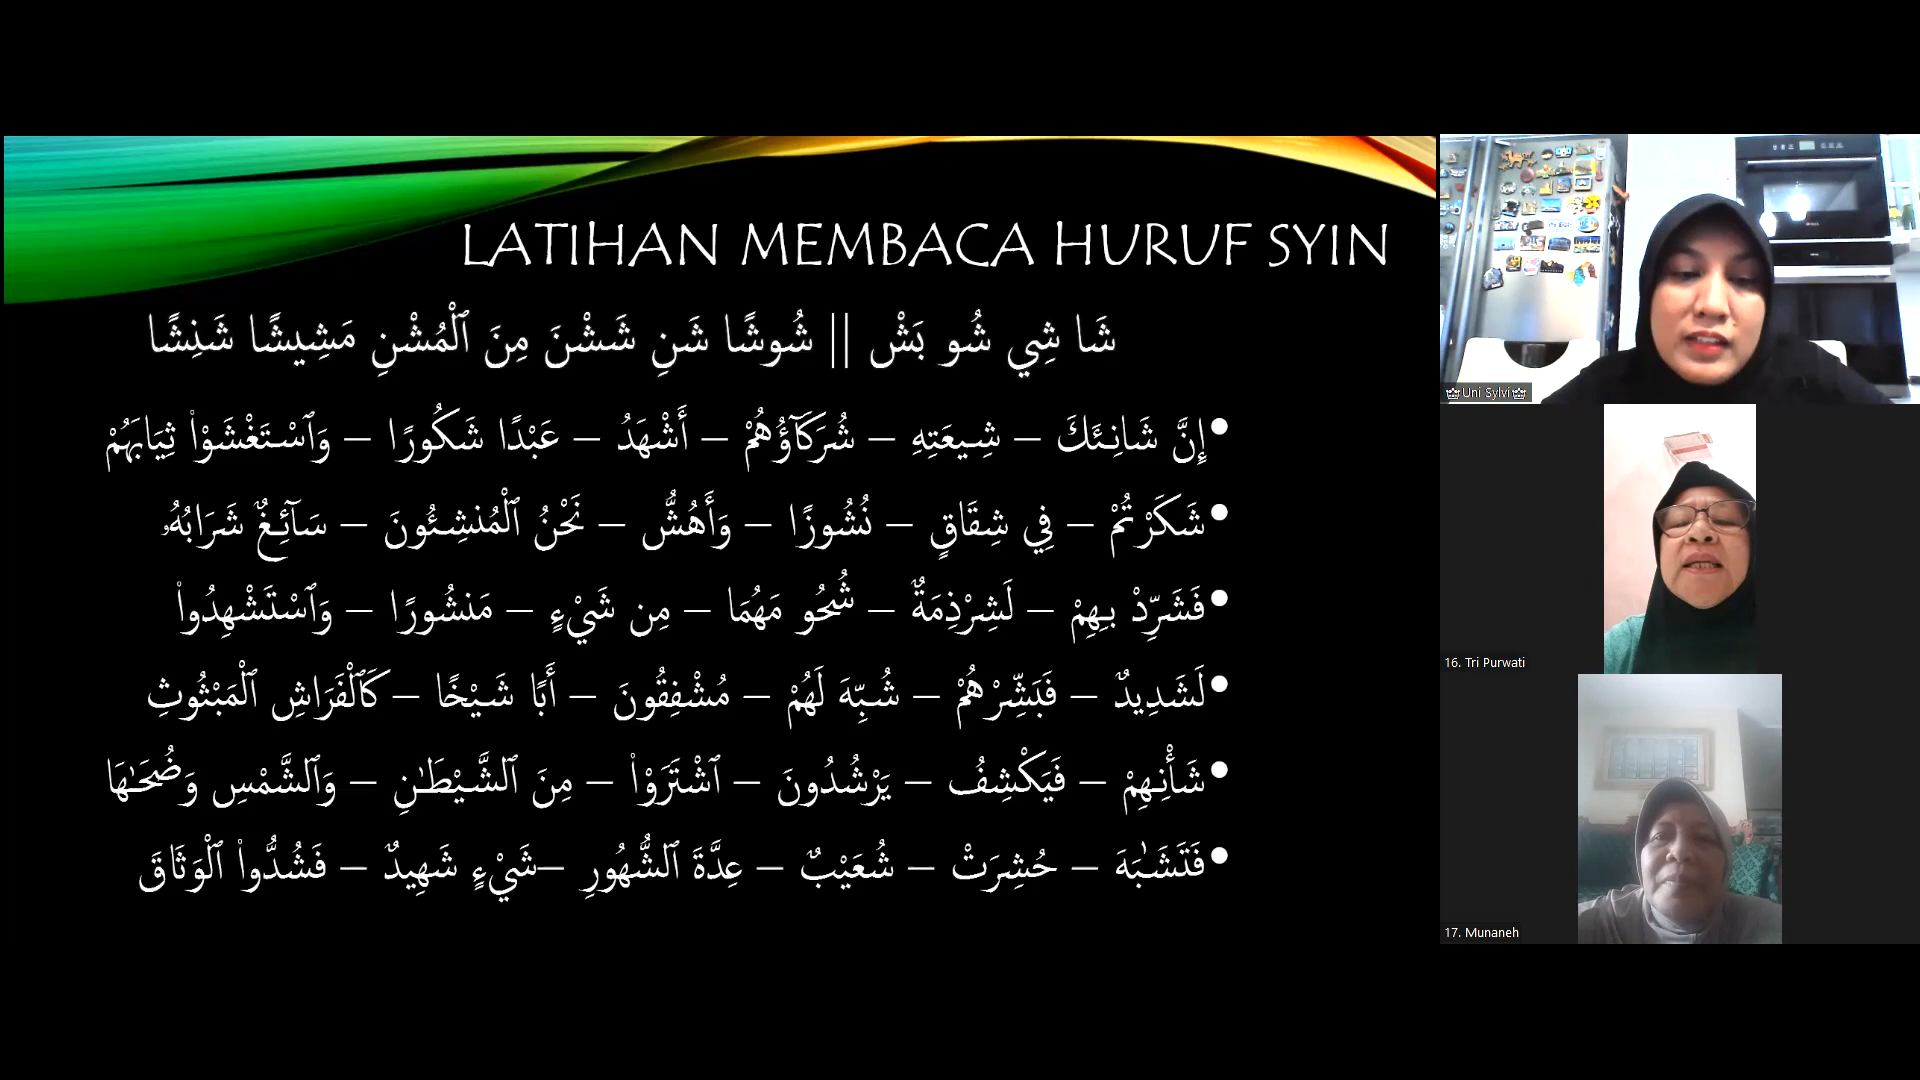 LATIHAN MEMBACA HURUF SYIN
شَا شِي شُو بَشْ || شُوشًا شَنِ شَشْنَ مِنَ ٱلْمُشْنِ مَشِيشًا شَنِشًا
•إِنَّ شَانِئَكَ – شِيعَتِهِ – شُرَكَآؤُهُمْ – أَشْهَدُ – عَبْدًا شَكُورًا – وَٱسْتَغْشَوْا۟ ثِيَابَهُمْ
•شَكَرْتُمْ – فِي شِقَاقٍ – نُشُوزًا – وَأَهُشُّ – نَحْنُ ٱلْمُنشِئُونَ – سَآئِغٌ شَرَابُهُۥ
•فَشَرِّدْ بِهِمْ – لَشِرْذِمَةٌ – شُحُو مَهُمَا – مِن شَيْءٍ – مَنشُورًا – وَٱسْتَشْهِدُوا۟
•لَشَدِيدٌ – فَبَشِّرْهُمْ – شُبِّهَ لَهُمْ – مُشْفِقُونَ – أَبًا شَيْخًا – كَٱلْفَرَاشِ ٱلْمَبْثُوثِ
•شَأْنِهِمْ – فَيَكْشِفُ – يَرْشُدُونَ – ٱشْتَرَوْا۟ – مِنَ ٱلشَّيْطَـٰنِ – وَٱلشَّمْسِ وَضُحَـٰهَا
•فَتَشَـٰبَهَ – حُشِرَتْ – شُعَيْبٌ – عِدَّةَ ٱلشُّهُورِ –شَيْءٍ شَهِيدٌ – فَشُدُّوا۟ ٱلْوَثَاقَ
Uni Sylvi
16. Tri Purwati
17. Munaneh